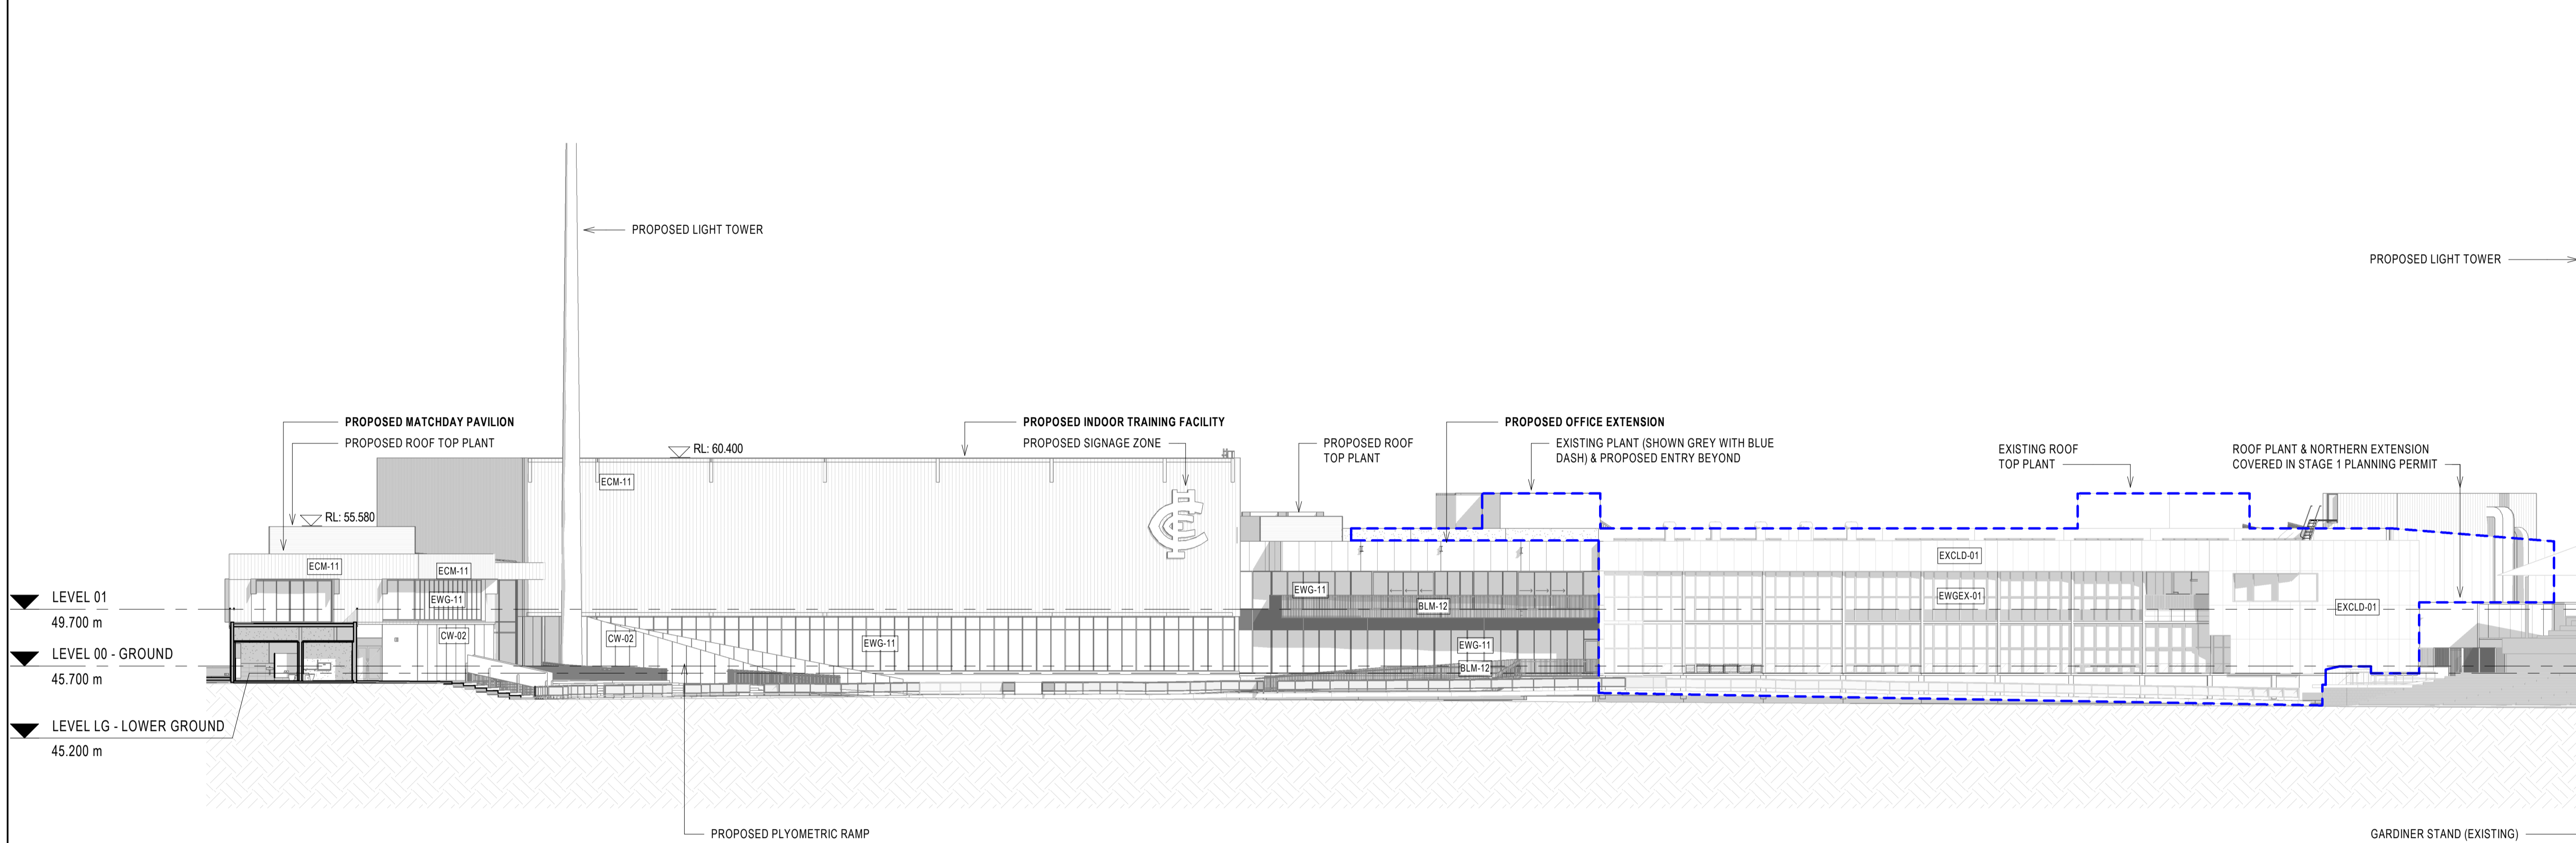 PROPOSED LIGHT TOWER
PROPOSED LIGHT TOWER
PROPOSED MATCHDAY PAVILION
PROPOSED ROOF TOP PLANT
RL: 60.400
RL: 55.580
PROPOSED INDOOR TRAINING FACILITY
PROPOSED SIGNAGE ZONE
PROPOSED ROOF
TOP PLANT
PROPOSED OFFICE EXTENSION
EXISTING PLANT (SHOWN GREY WITH BLUE
DASH) & PROPOSED ENTRY BEYOND
EXISTING ROOF
TOP PLANT
ROOF PLANT & NORTHERN EXTENSION
COVERED IN STAGE 1 PLANNING PERMIT
ECM-11
CFC
ECM-11
ECM-11
EWG-11
CW-02
CW-02
EWG-11
EWG-11
BLM-12
EWG-11
BLM-12
EXCLD-01
EWGEX-01
EXCLD-01
LEVEL 01
49.700 m
LEVEL 00 - GROUND
45.700 m
LEVEL LG - LOWER GROUND
45.200 m
PROPOSED PLYOMETRIC RAMP
GARDINER STAND (EXISTING)